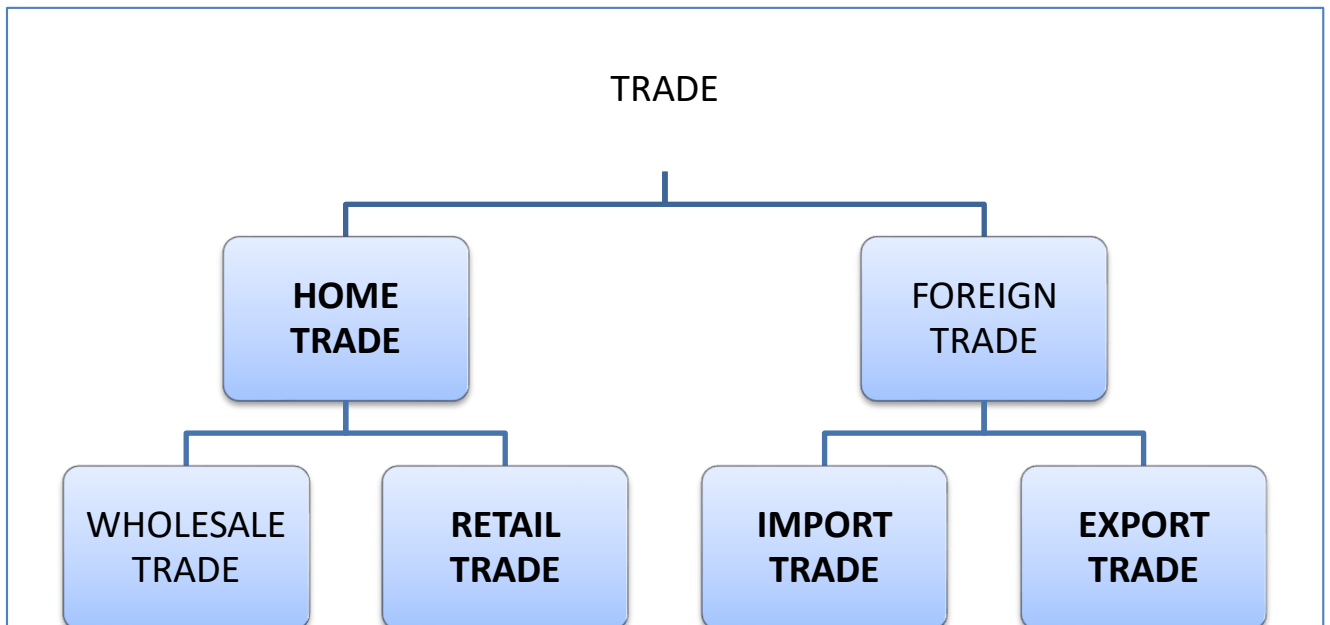 TRADE
HOME
TRADE
FOREIGN
TRADE
WHOLESALE
TRADE
RETAIL
TRADE
IMPORT
TRADE
EXPORT
TRADE